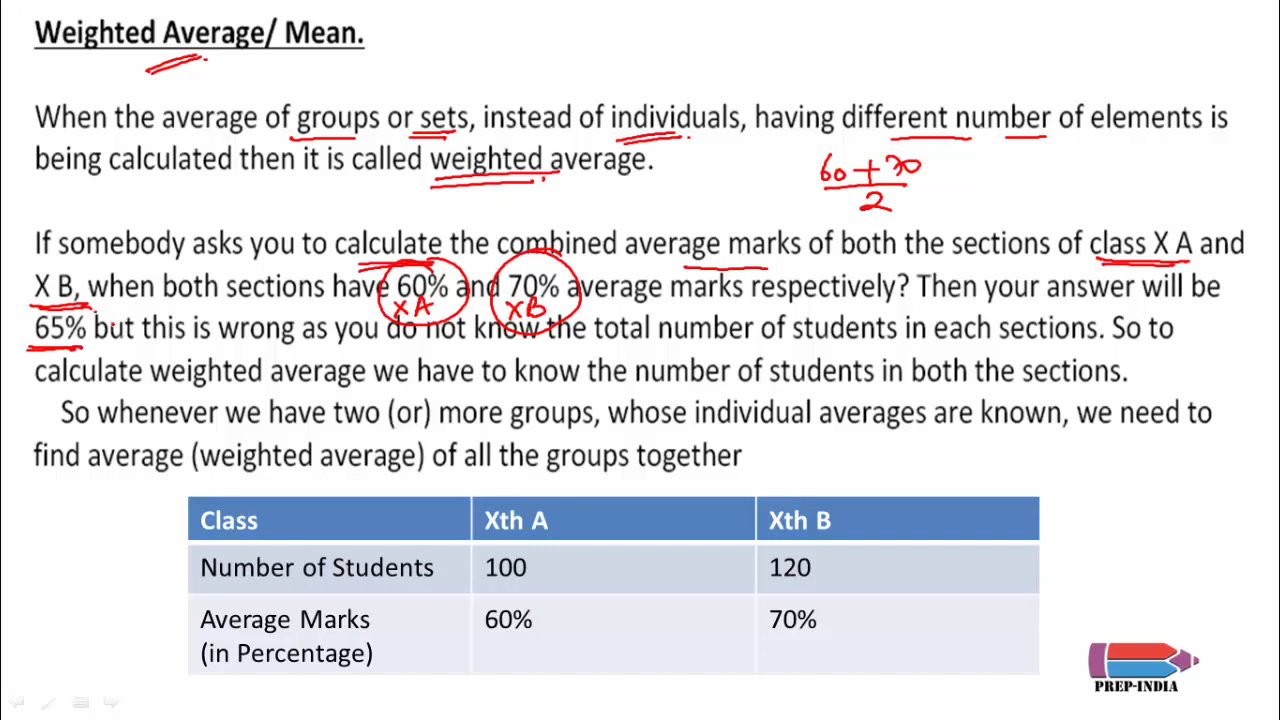 Weighted Average/ Mean.
When the average of groups or sets, instead of individuals, having different number of elements is
being calculated then it is called weighted average.
60 + 70
2
If somebody asks you to calculate the combined average marks of both the sections of class X A and
X B, when both sections have 60% and 70% average marks respectively? Then your answer will be
XA XB
65% but this is wrong as you do not know the total number of students in each sections. So to
calculate weighted average we have to know the number of students in both the sections.
So whenever we have two (or) more groups, whose individual averages are known, we need to
find average (weighted average) of all the groups together
Class Xth A Xth B
Number of Students 100 120
Average Marks 60% 70%
(in Percentage)
PREP-INDIA